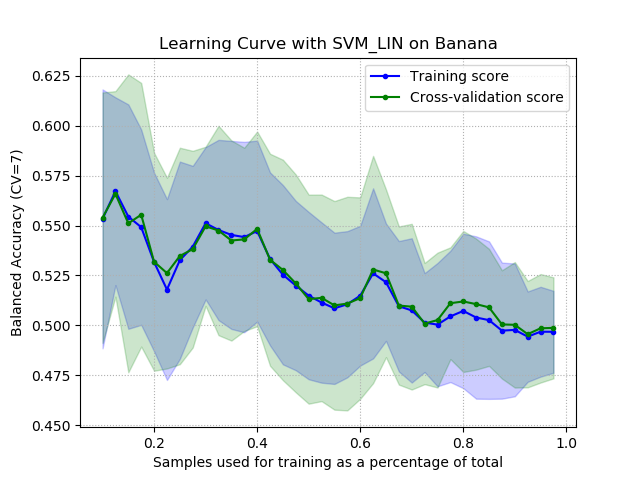 Learning Curve with SVM_LIN on Banana
Training score
Cross-validation score
Balanced Accuracy (CV=7)
0.625
0.600
0.575
0.550
0.525
0.500
0.475
0.450
0.2
0.4
0.6
0.8
1.0
Samples used for training as a percentage of total